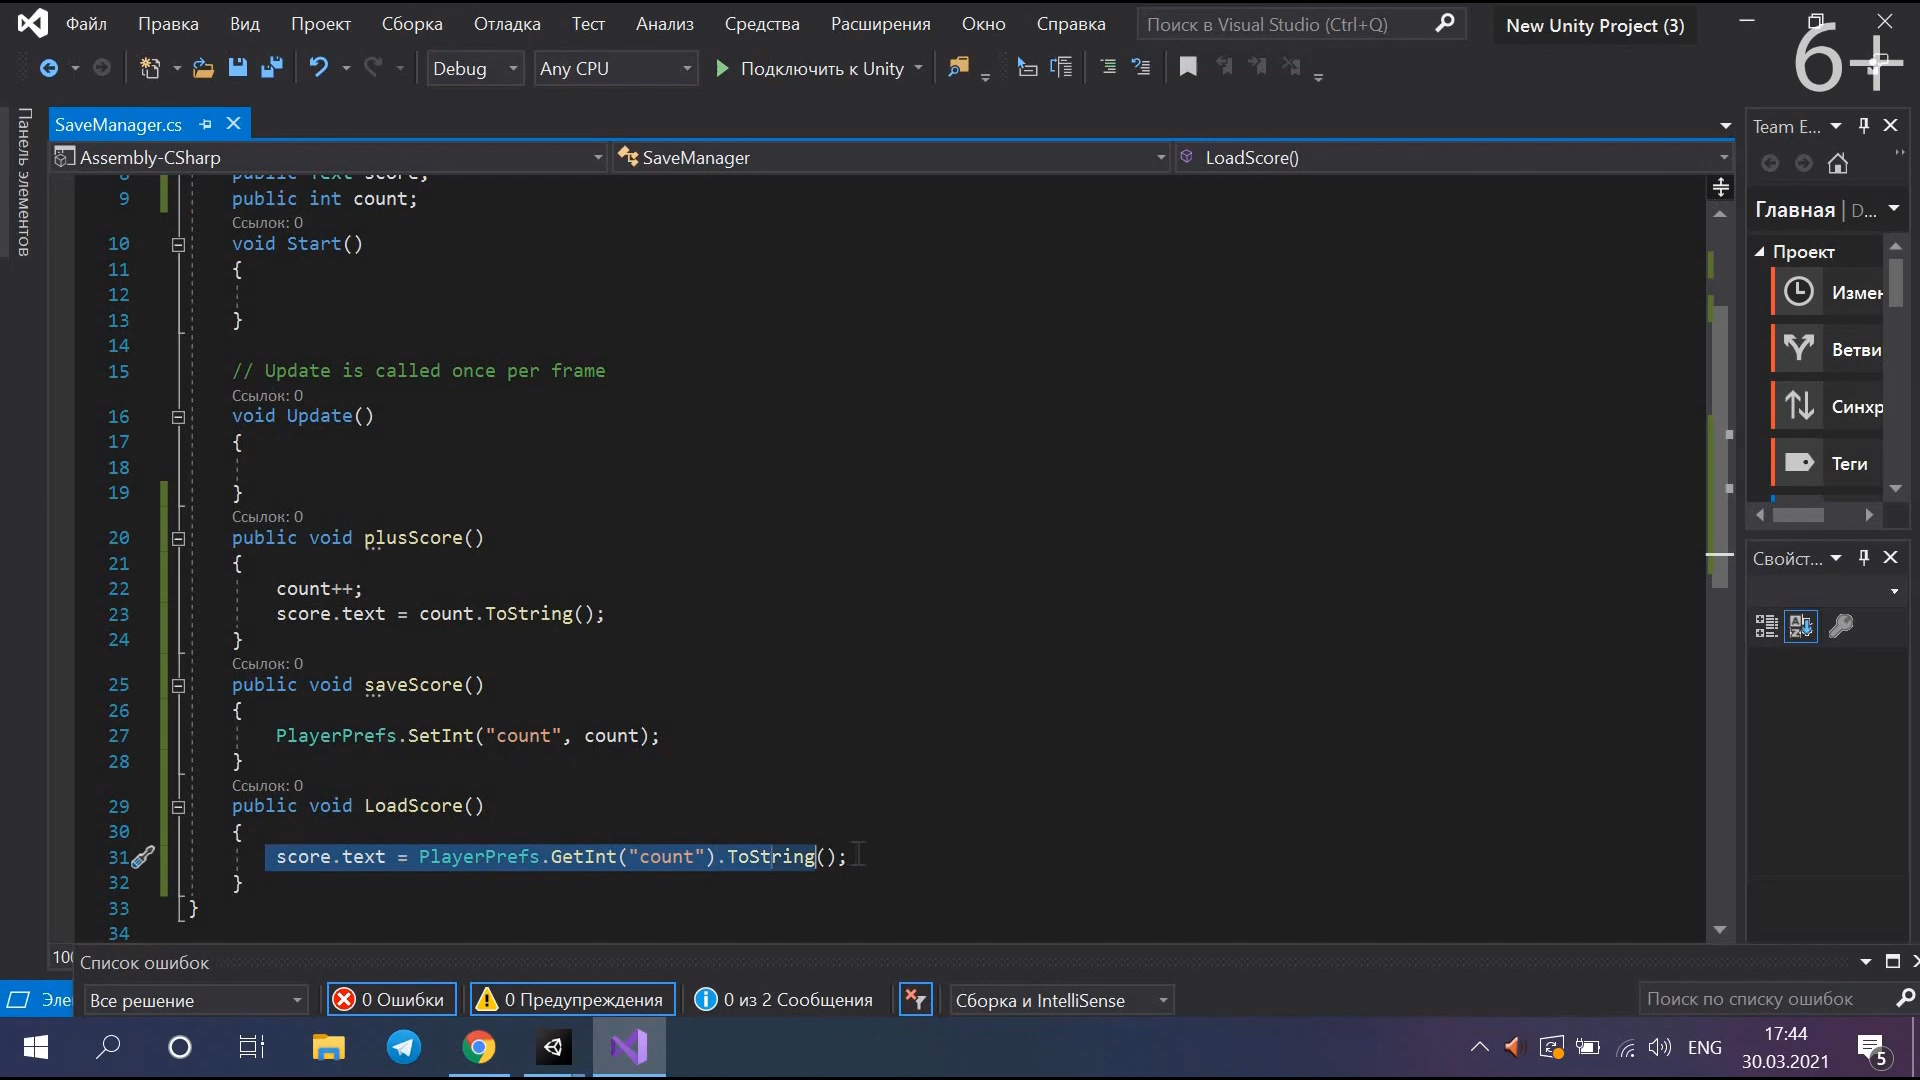 Файл Правка Вид Проект Сборка Отладка Тест Анализ Средства Расширения Окно Справка Поиск в Visual Studio (Ctrl+Q) New Unity Project (3)
6+
Debug Any CPU Подключить к Unity
Панель элементов
SaveManager.cs
Assembly-CSharp SaveManager LoadScore()
8 public Text score;
9 public int count;
Ссылок: 0
10 void Start()
11 {
12
13 }
14
15 // Update is called once per frame
Ссылок: 0
16 void Update()
17 {
18
19 }
Ссылок: 0
20 public void plusScore()
21 {
22 count++;
23 score.text = count.ToString();
24 }
Ссылок: 0
25 public void saveScore()
26 {
27 PlayerPrefs.SetInt("count", count);
28 }
Ссылок: 0
29 public void LoadScore()
30 {
31 score.text = PlayerPrefs.GetInt("count").ToString();
32 }
33 }
34
Team E...
Главная | D...
Проект
Измен
Ветви
Синхр
Теги
Свойст...
100
Список ошибок
Эле
Все решение 0 Ошибки 0 Предупреждения 0 из 2 Сообщения Сборка и IntelliSense Поиск по списку ошибок
ENG
17:44
30.03.2021
5